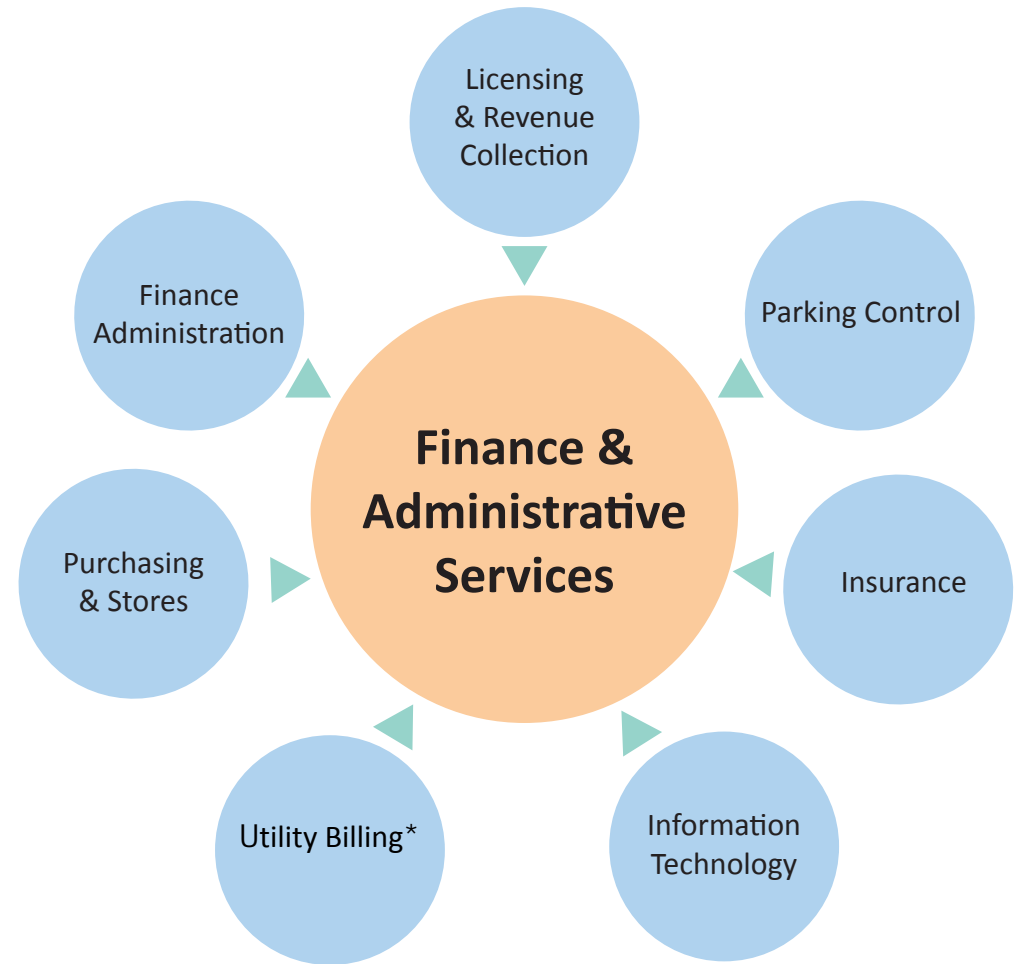 Licensing
& Revenue
Collection
Finance
Administration
Parking Control
Finance &
Administrative
Services
Purchasing
& Stores
Insurance
Utility Billing*
Information
Technology